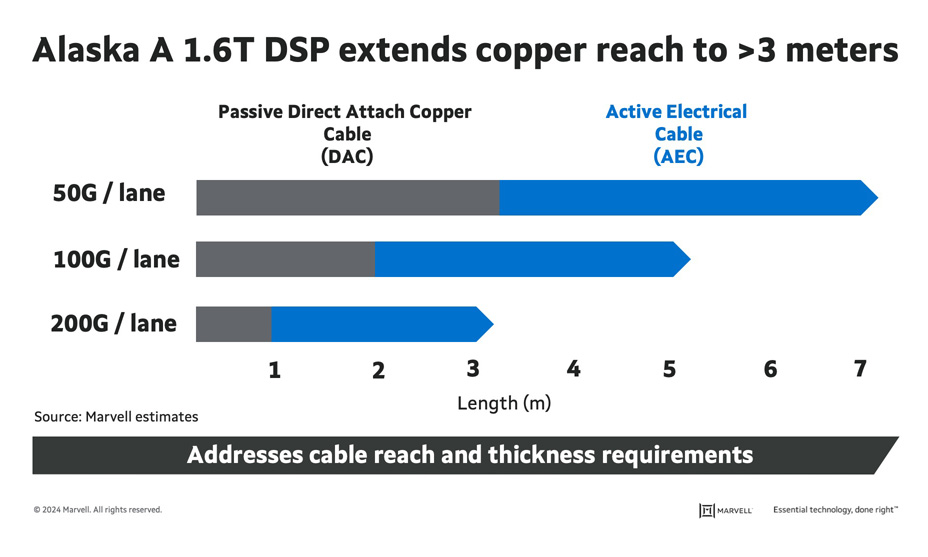 Alaska A 1.6T DSP extends copper reach to >3 meters
Passive Direct Attach Copper
Cable
(DAC)
Active Electrical
Cable
(AEC)
50G / lane
100G / lane
200G / lane
1 2 3 4 5 6 7
Length (m)
Source: Marvell estimates
Addresses cable reach and thickness requirements
© 2024 Marvell. All rights reserved.
MARVELL™
Essential technology, done right™